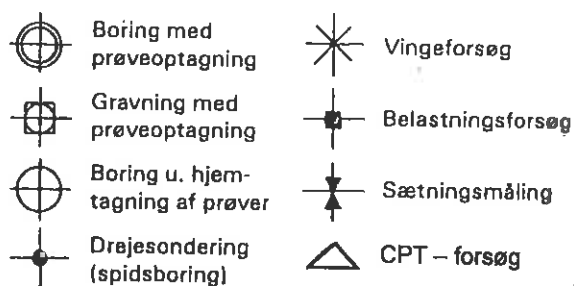 Boring med
prøveoptagning
Gravning med
prøveoptagning
Boring u. hjem-
tagning af prøver
Drejesondering
(spidsboring)
Vingeforsøg
Belastningsforsøg
Sætningsmåling
CPT – forsøg